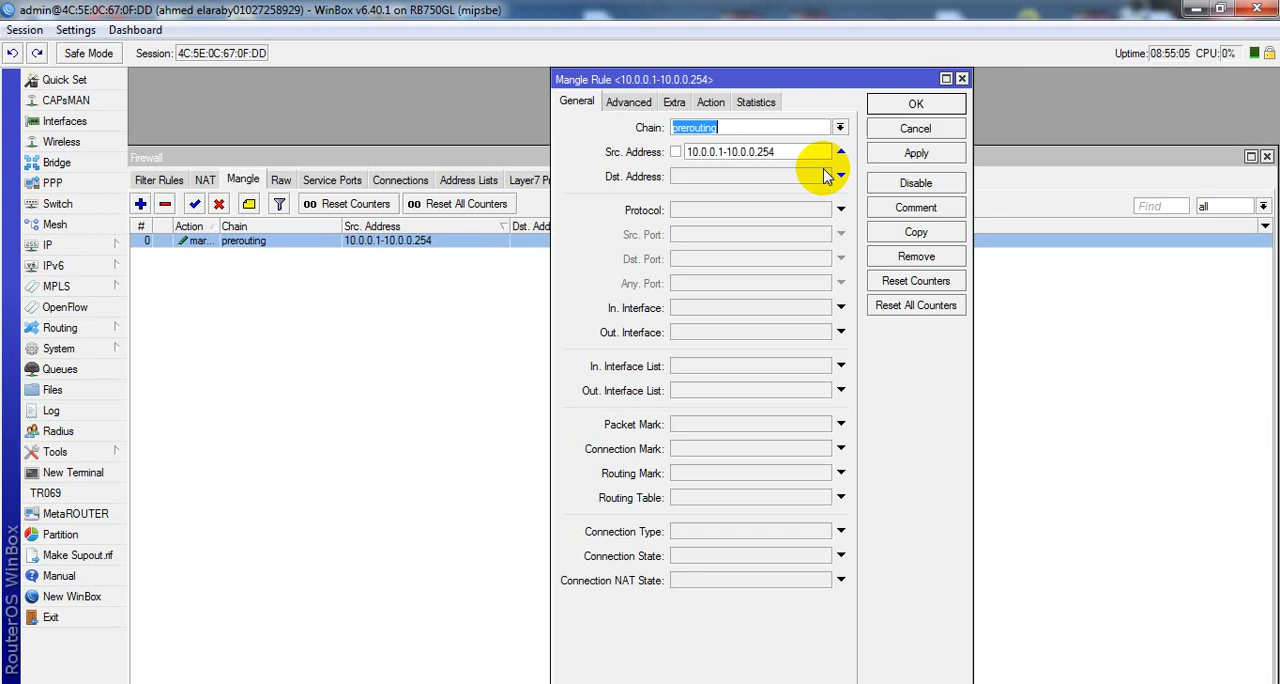 admin@4C:5E:0C:67:0F:DD (ahmed elaraby01027258929) - WinBox v6.40.1 on RB750GL (mipsbe)
Session Settings Dashboard
Safe Mode Session: 4C:5E:0C:67:0F:DD Uptime: 08:55:05 CPU: 0%
Quick Set
CAPsMAN
Interfaces
Wireless
Bridge
PPP
Switch
Mesh
IP
IPv6
MPLS
OpenFlow
Routing
System
Queues
Files
Log
Radius
Tools
New Terminal
TR069
MetaROUTER
Partition
Make Supout.rif
Manual
New WinBox
Exit
RouterOS WinBox
Firewall
Filter Rules NAT Mangle Raw Service Ports Connections Address Lists Layer7 Pr
00 Reset Counters 00 Reset All Counters Find all
# Action Chain Src. Address Dst. Addr
0 mar... prerouting 10.0.0.1-10.0.0.254
Mangle Rule <10.0.0.1-10.0.0.254>
General Advanced Extra Action Statistics
Chain: prerouting
Src. Address: 10.0.0.1-10.0.0.254
Dst. Address:
Protocol:
Src. Port:
Dst. Port:
Any. Port:
In. Interface:
Out. Interface:
In. Interface List:
Out. Interface List:
Packet Mark:
Connection Mark:
Routing Mark:
Routing Table:
Connection Type:
Connection State:
Connection NAT State:
OK
Cancel
Apply
Disable
Comment
Copy
Remove
Reset Counters
Reset All Counters